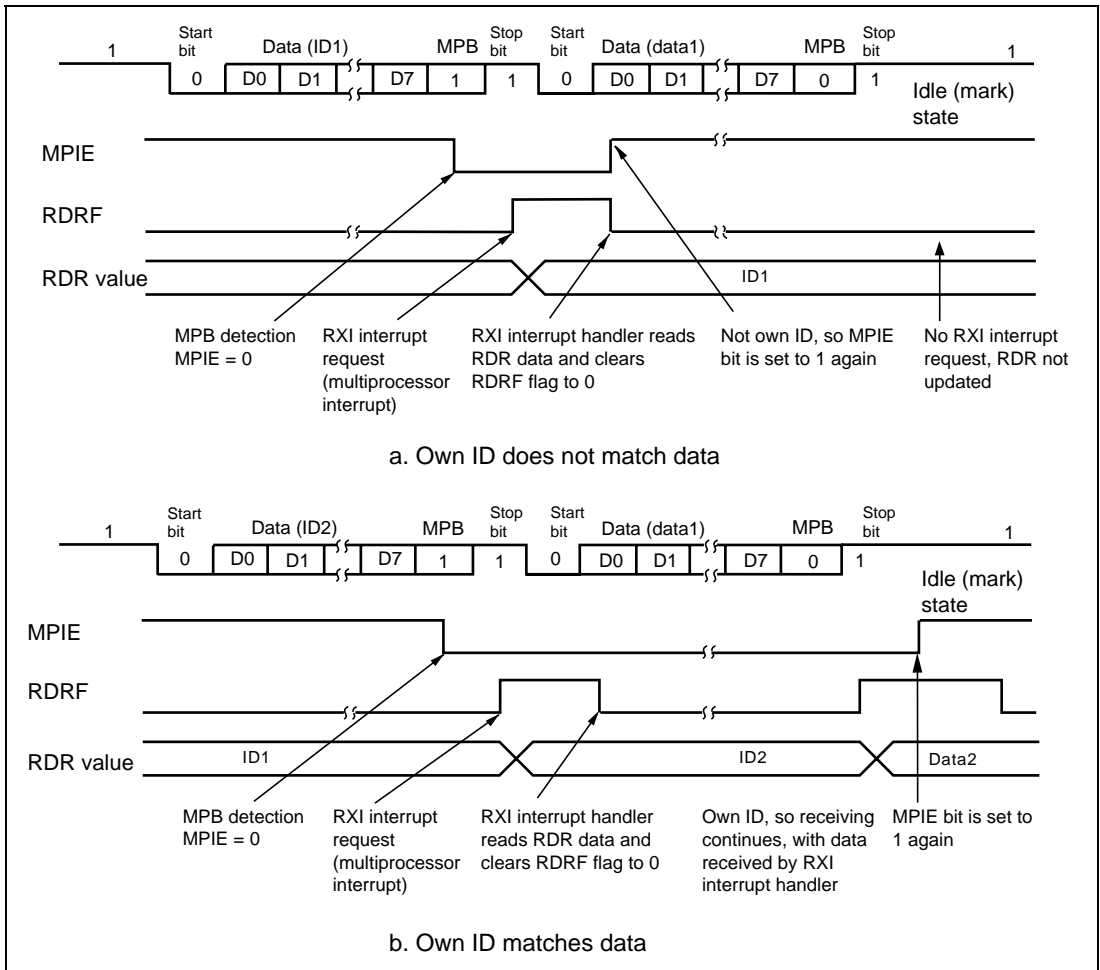 Start bit Data (ID1) MPB Stop bit Start bit Data (data1) MPB Stop bit
1 0 D0 D1 D7 1 1 0 D0 D1 D7 0 1 1
Idle (mark) state
MPIE
RDRF
RDR value
ID1
MPB detection
MPIE = 0
RXI interrupt
request
(multiprocessor
interrupt)
RXI interrupt handler reads
RDR data and clears
RDRF flag to 0
Not own ID, so MPIE
bit is set to 1 again
No RXI interrupt
request, RDR not
updated
a. Own ID does not match data
Start bit Data (ID2) MPB Stop bit Start bit Data (data1) MPB Stop bit
1 0 D0 D1 D7 1 1 0 D0 D1 D7 0 1 1
Idle (mark) state
MPIE
RDRF
RDR value
ID1 ID2 Data2
MPB detection
MPIE = 0
RXI interrupt
request
(multiprocessor
interrupt)
RXI interrupt handler
reads RDR data and
clears RDRF flag to 0
Own ID, so receiving
continues, with data
received by RXI
interrupt handler
MPIE bit is set to
1 again
b. Own ID matches data